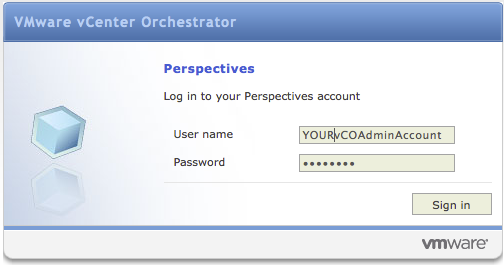 VMware vCenter Orchestrator
Perspectives
Log in to your Perspectives account
User name YOURvCOAdminAccount
Password ••••••••
Sign in
vmware